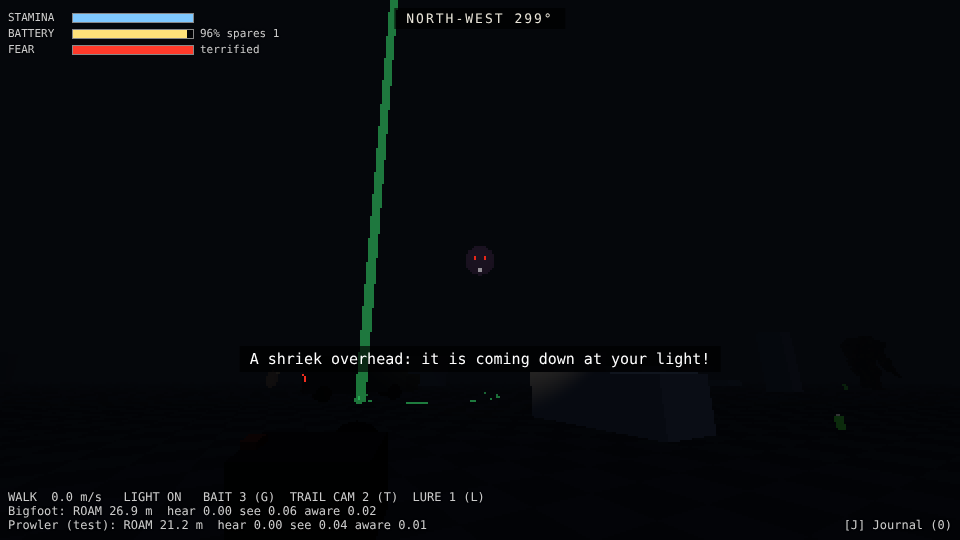 STAMINA
NORTH-WEST 299°
BATTERY 96% spares 1
FEAR terrified
A shriek overhead: it is coming down at your light!
WALK 0.0 m/s LIGHT ON BAIT 3 (G) TRAIL CAM 2 (T) LURE 1 (L)
Bigfoot: ROAM 26.9 m hear 0.00 see 0.06 aware 0.02
Prowler (test): ROAM 21.2 m hear 0.00 see 0.04 aware 0.01
[J] Journal (0)